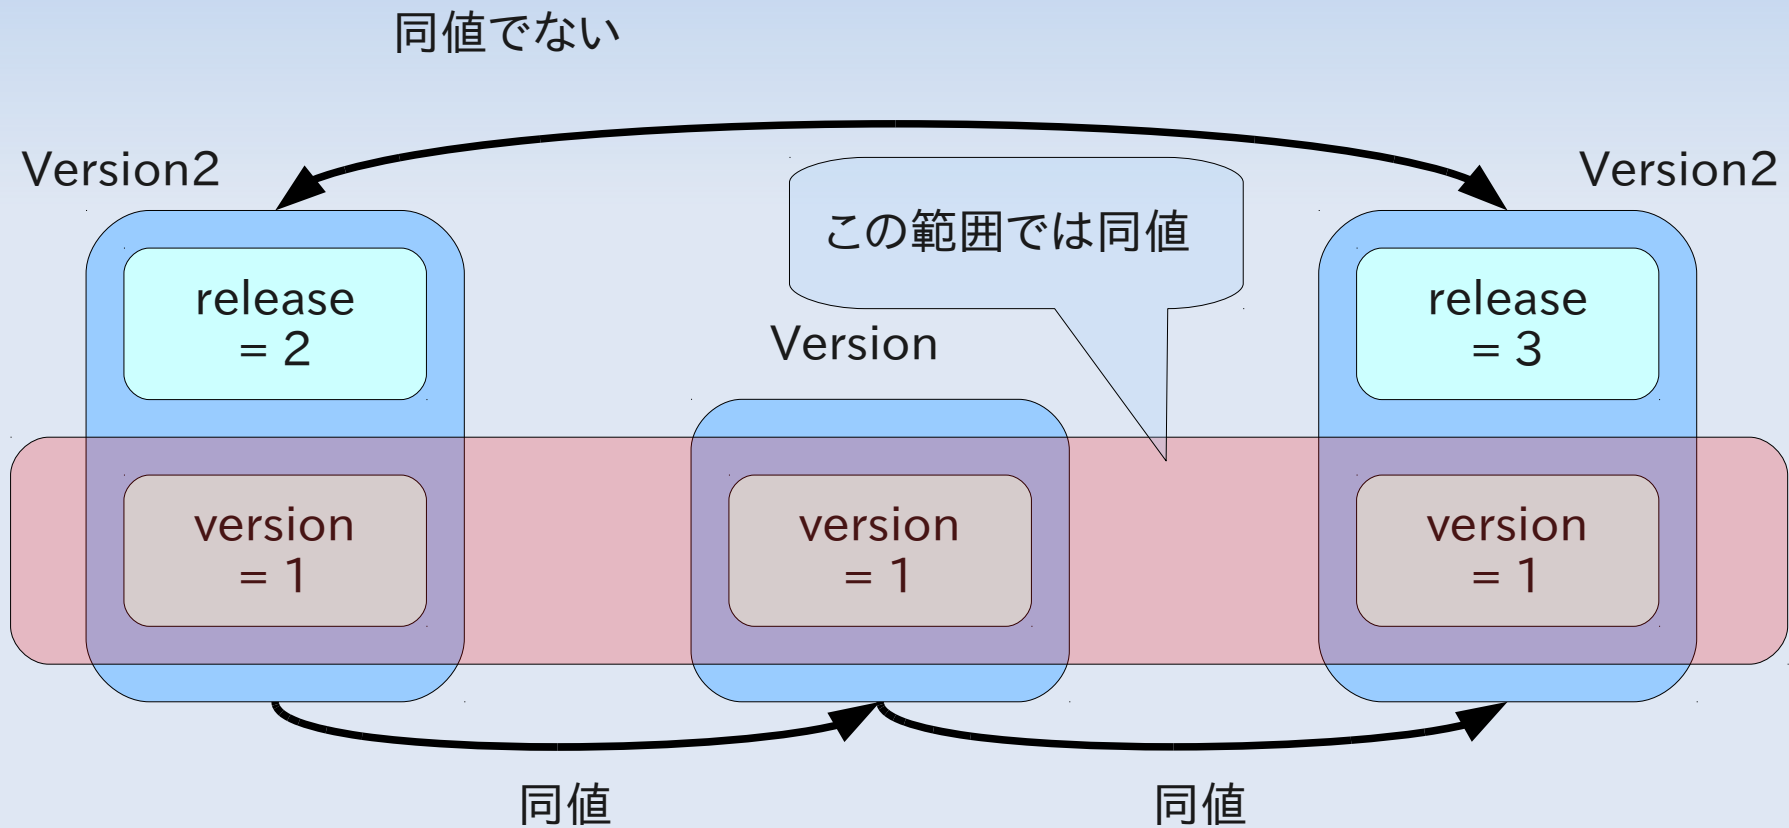 同値でない
Version2
Version2
この範囲では同値
release
= 2
Version
release
= 3
version
= 1
version
= 1
version
= 1
同値
同値